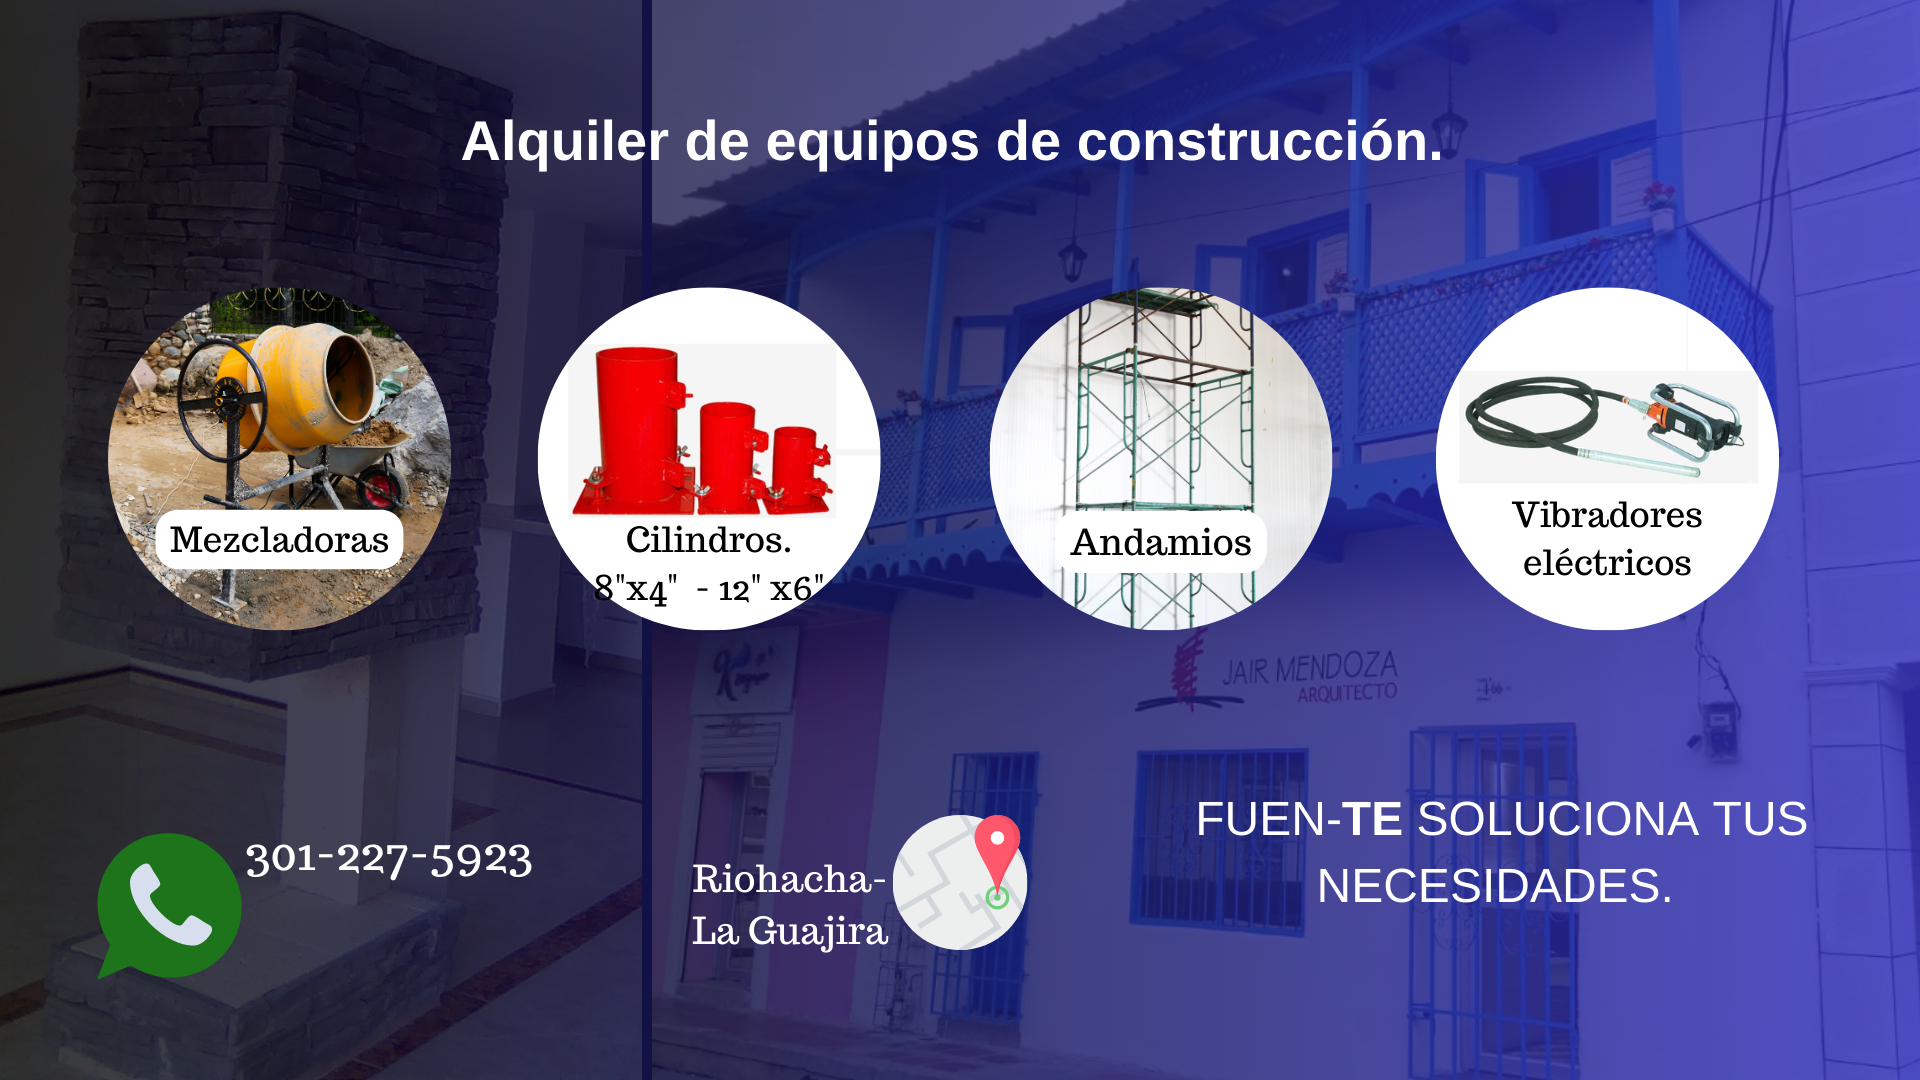 Alquiler de equipos de construcción.
Mezcladoras
Cilindros.
8"x4" - 12" x6"
Andamios
Vibradores
eléctricos
JAIR MENDOZA
ARQUITECTO
301-227-5923
Riohacha-
La Guajira
FUEN-TE SOLUCIONA TUS
NECESIDADES.